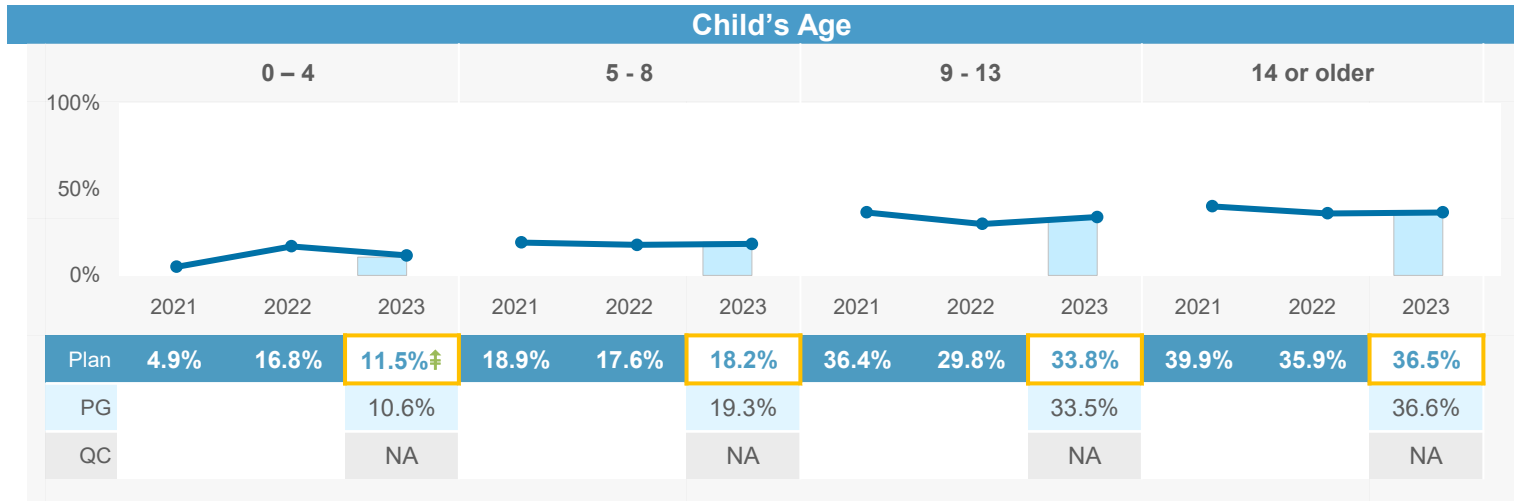 Child’s Age
0 – 4 5 - 8 9 - 13 14 or older
100%
50%
0%
2021 2022 2023 2021 2022 2023 2021 2022 2023 2021 2022 2023
Plan 4.9% 16.8% 11.5%‡ 18.9% 17.6% 18.2% 36.4% 29.8% 33.8% 39.9% 35.9% 36.5%
PG 10.6% 19.3% 33.5% 36.6%
QC NA NA NA NA